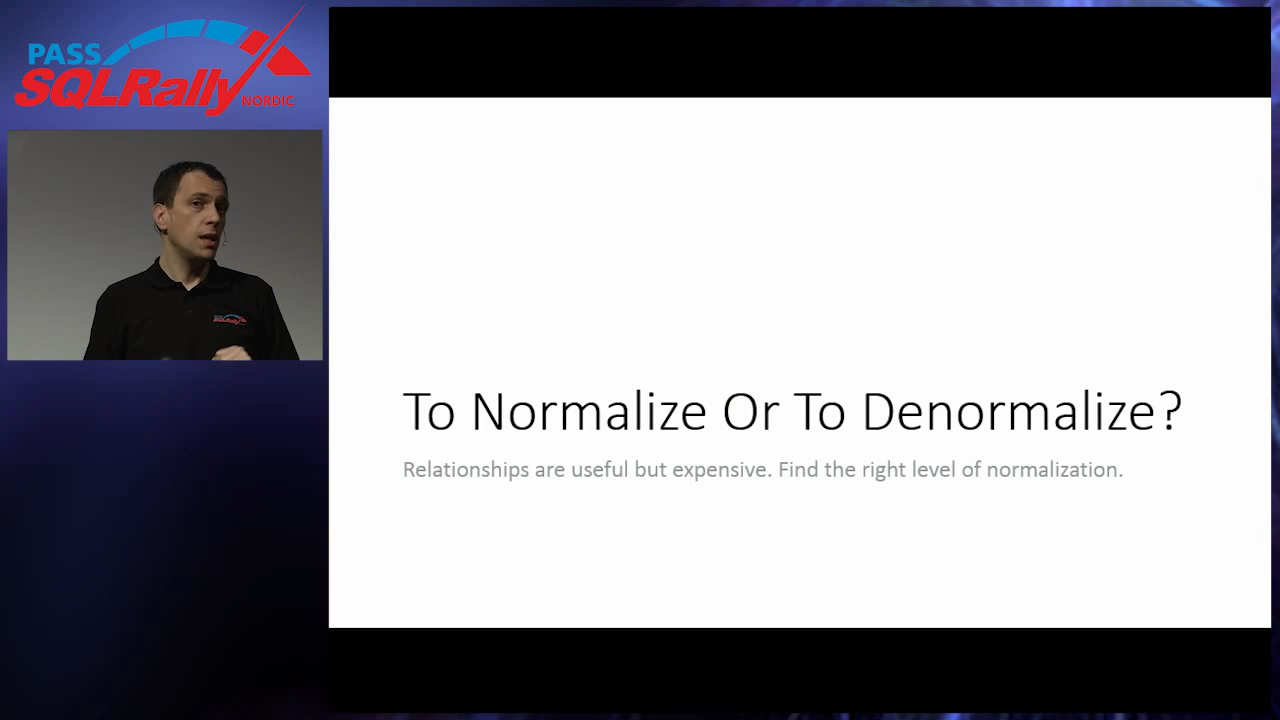 PASS
SQLRally
NORDIC
SQLRally
To Normalize Or To Denormalize?
Relationships are useful but expensive. Find the right level of normalization.